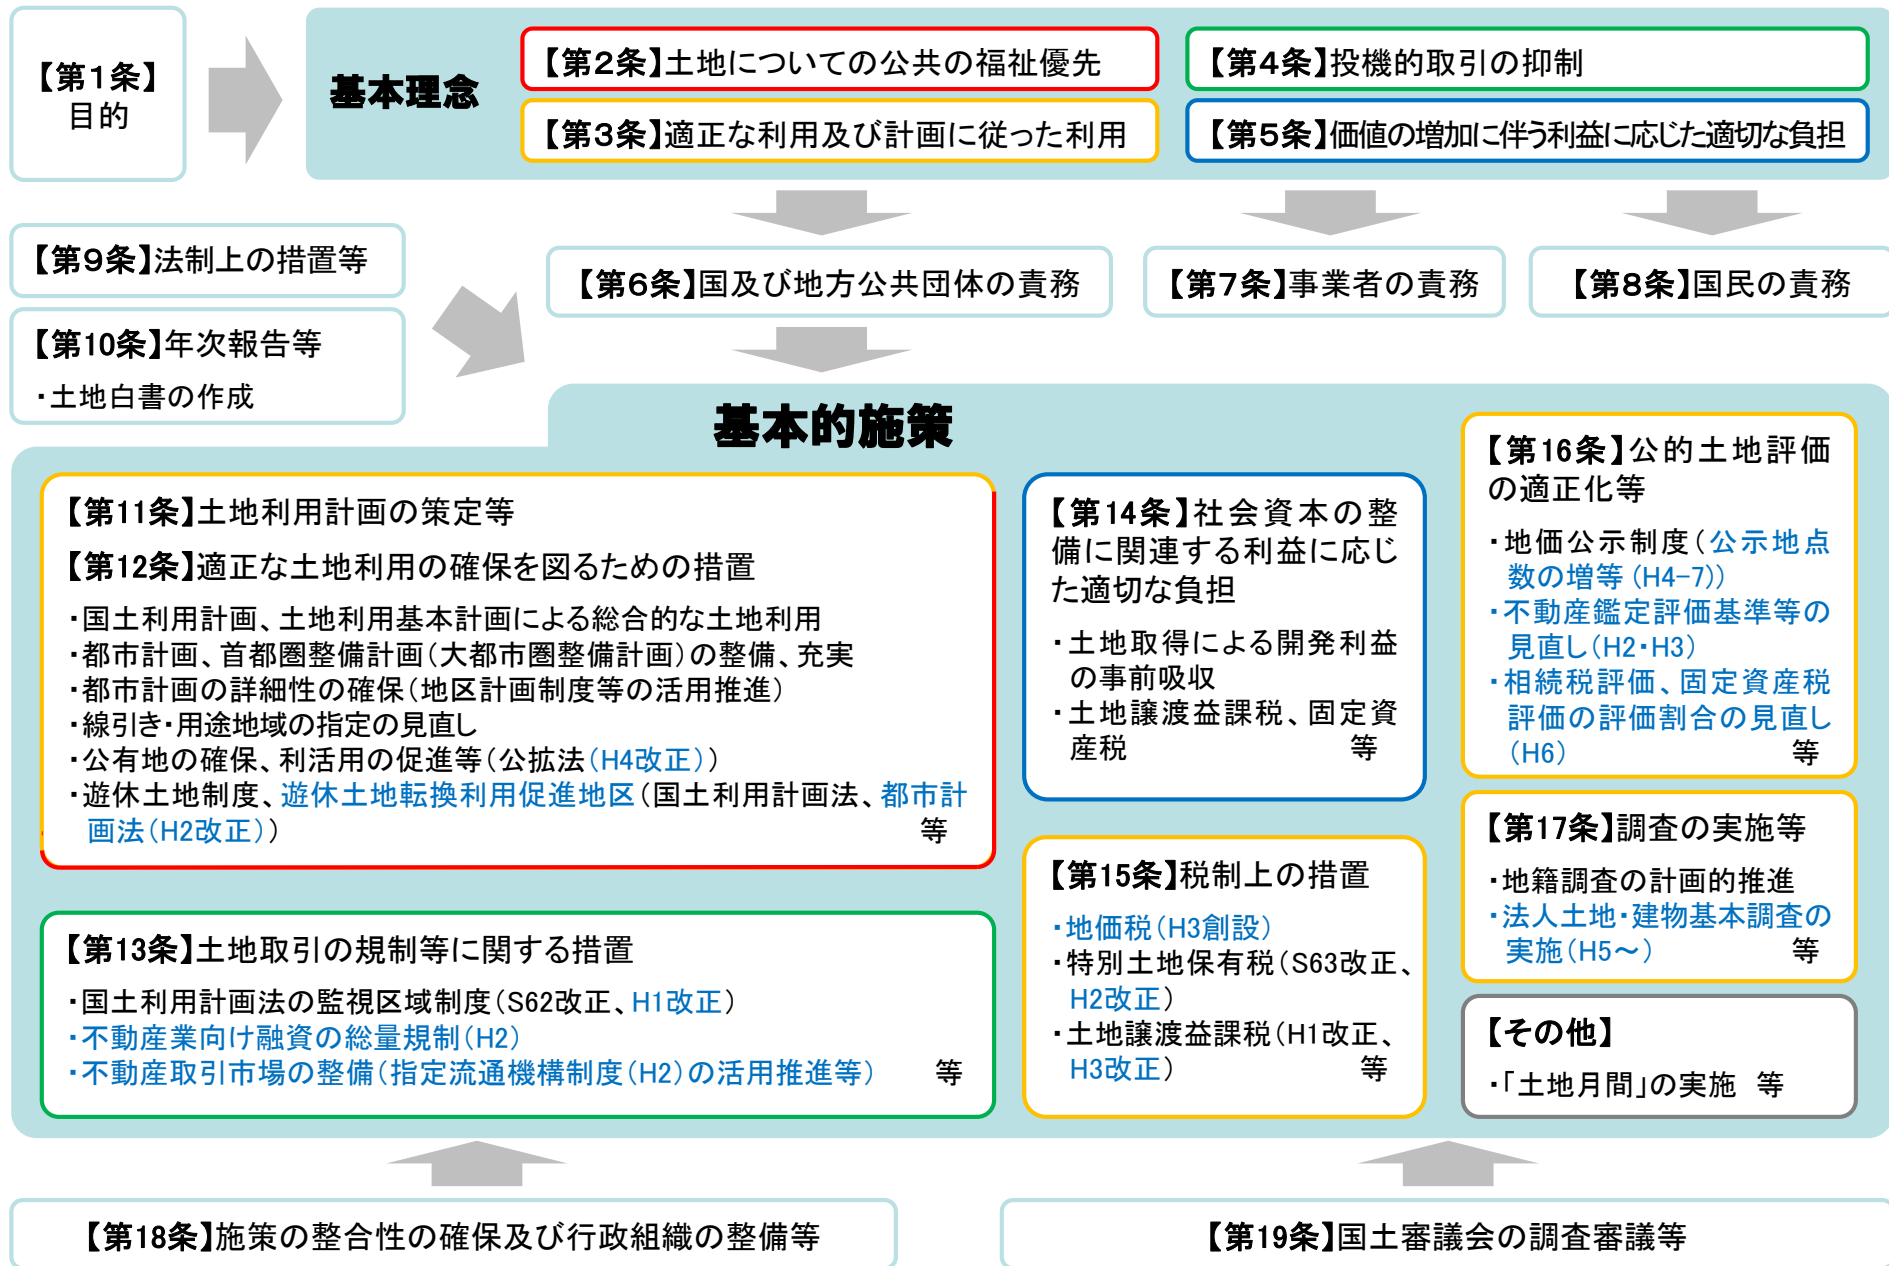 【第1条】
目的
基本理念
【第2条】土地についての公共の福祉優先
【第3条】適正な利用及び計画に従った利用
【第4条】投機的取引の抑制
【第5条】価値の増加に伴う利益に応じた適切な負担
【第6条】国及び地方公共団体の責務
【第7条】事業者の責務
【第8条】国民の責務
【第9条】法制上の措置等
【第10条】年次報告等
・土地白書の作成
基本的施策
【第11条】土地利用計画の策定等
【第12条】適正な土地利用の確保を図るための措置
・国土利用計画、土地利用基本計画による総合的な土地利用
・都市計画、首都圏整備計画(大都市圏整備計画)の整備、充実
・都市計画の詳細性の確保(地区計画制度等の活用推進)
・線引き・用途地域の指定の見直し
・公有地の確保、利活用の促進等(公拡法(H4改正))
・遊休土地制度、遊休土地転換利用促進地区(国土利用計画法、都市計
画法(H2改正)) 等
【第13条】土地取引の規制等に関する措置
・国土利用計画法の監視区域制度(S62改正、H1改正)
・不動産業向け融資の総量規制(H2)
・不動産取引市場の整備(指定流通機構制度(H2)の活用推進等) 等
【第14条】社会資本の整
備に関連する利益に応じ
た適切な負担
・土地取得による開発利益
の事前吸収
・土地譲渡益課税、固定資
産税 等
【第15条】税制上の措置
・地価税(H3創設)
・特別土地保有税(S63改正、
H2改正)
・土地譲渡益課税(H1改正、
H3改正) 等
【第16条】公的土地評価
の適正化等
・地価公示制度(公示地点
数の増等(H4-7))
・不動産鑑定評価基準等の
見直し(H2・H3)
・相続税評価、固定資産税
評価の評価割合の見直し
(H6) 等
【第17条】調査の実施等
・地籍調査の計画的推進
・法人土地・建物基本調査の
実施(H5～) 等
【その他】
・「土地月間」の実施 等
【第18条】施策の整合性の確保及び行政組織の整備等
【第19条】国土審議会の調査審議等